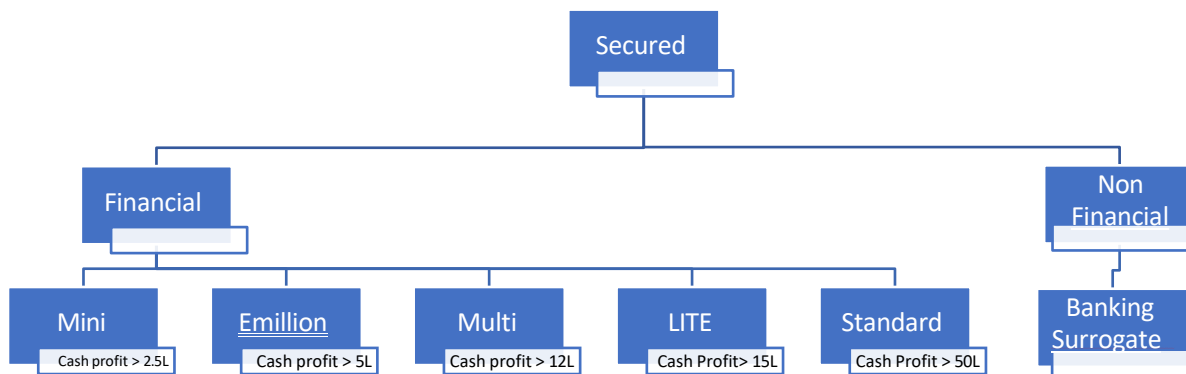 Secured
Financial
Non
Financial
Mini
Cash profit > 2.5L
Emillion
Cash profit > 5L
Multi
Cash profit > 12L
LITE
Cash Profit> 15L
Standard
Cash Profit > 50L
Banking
Surrogate